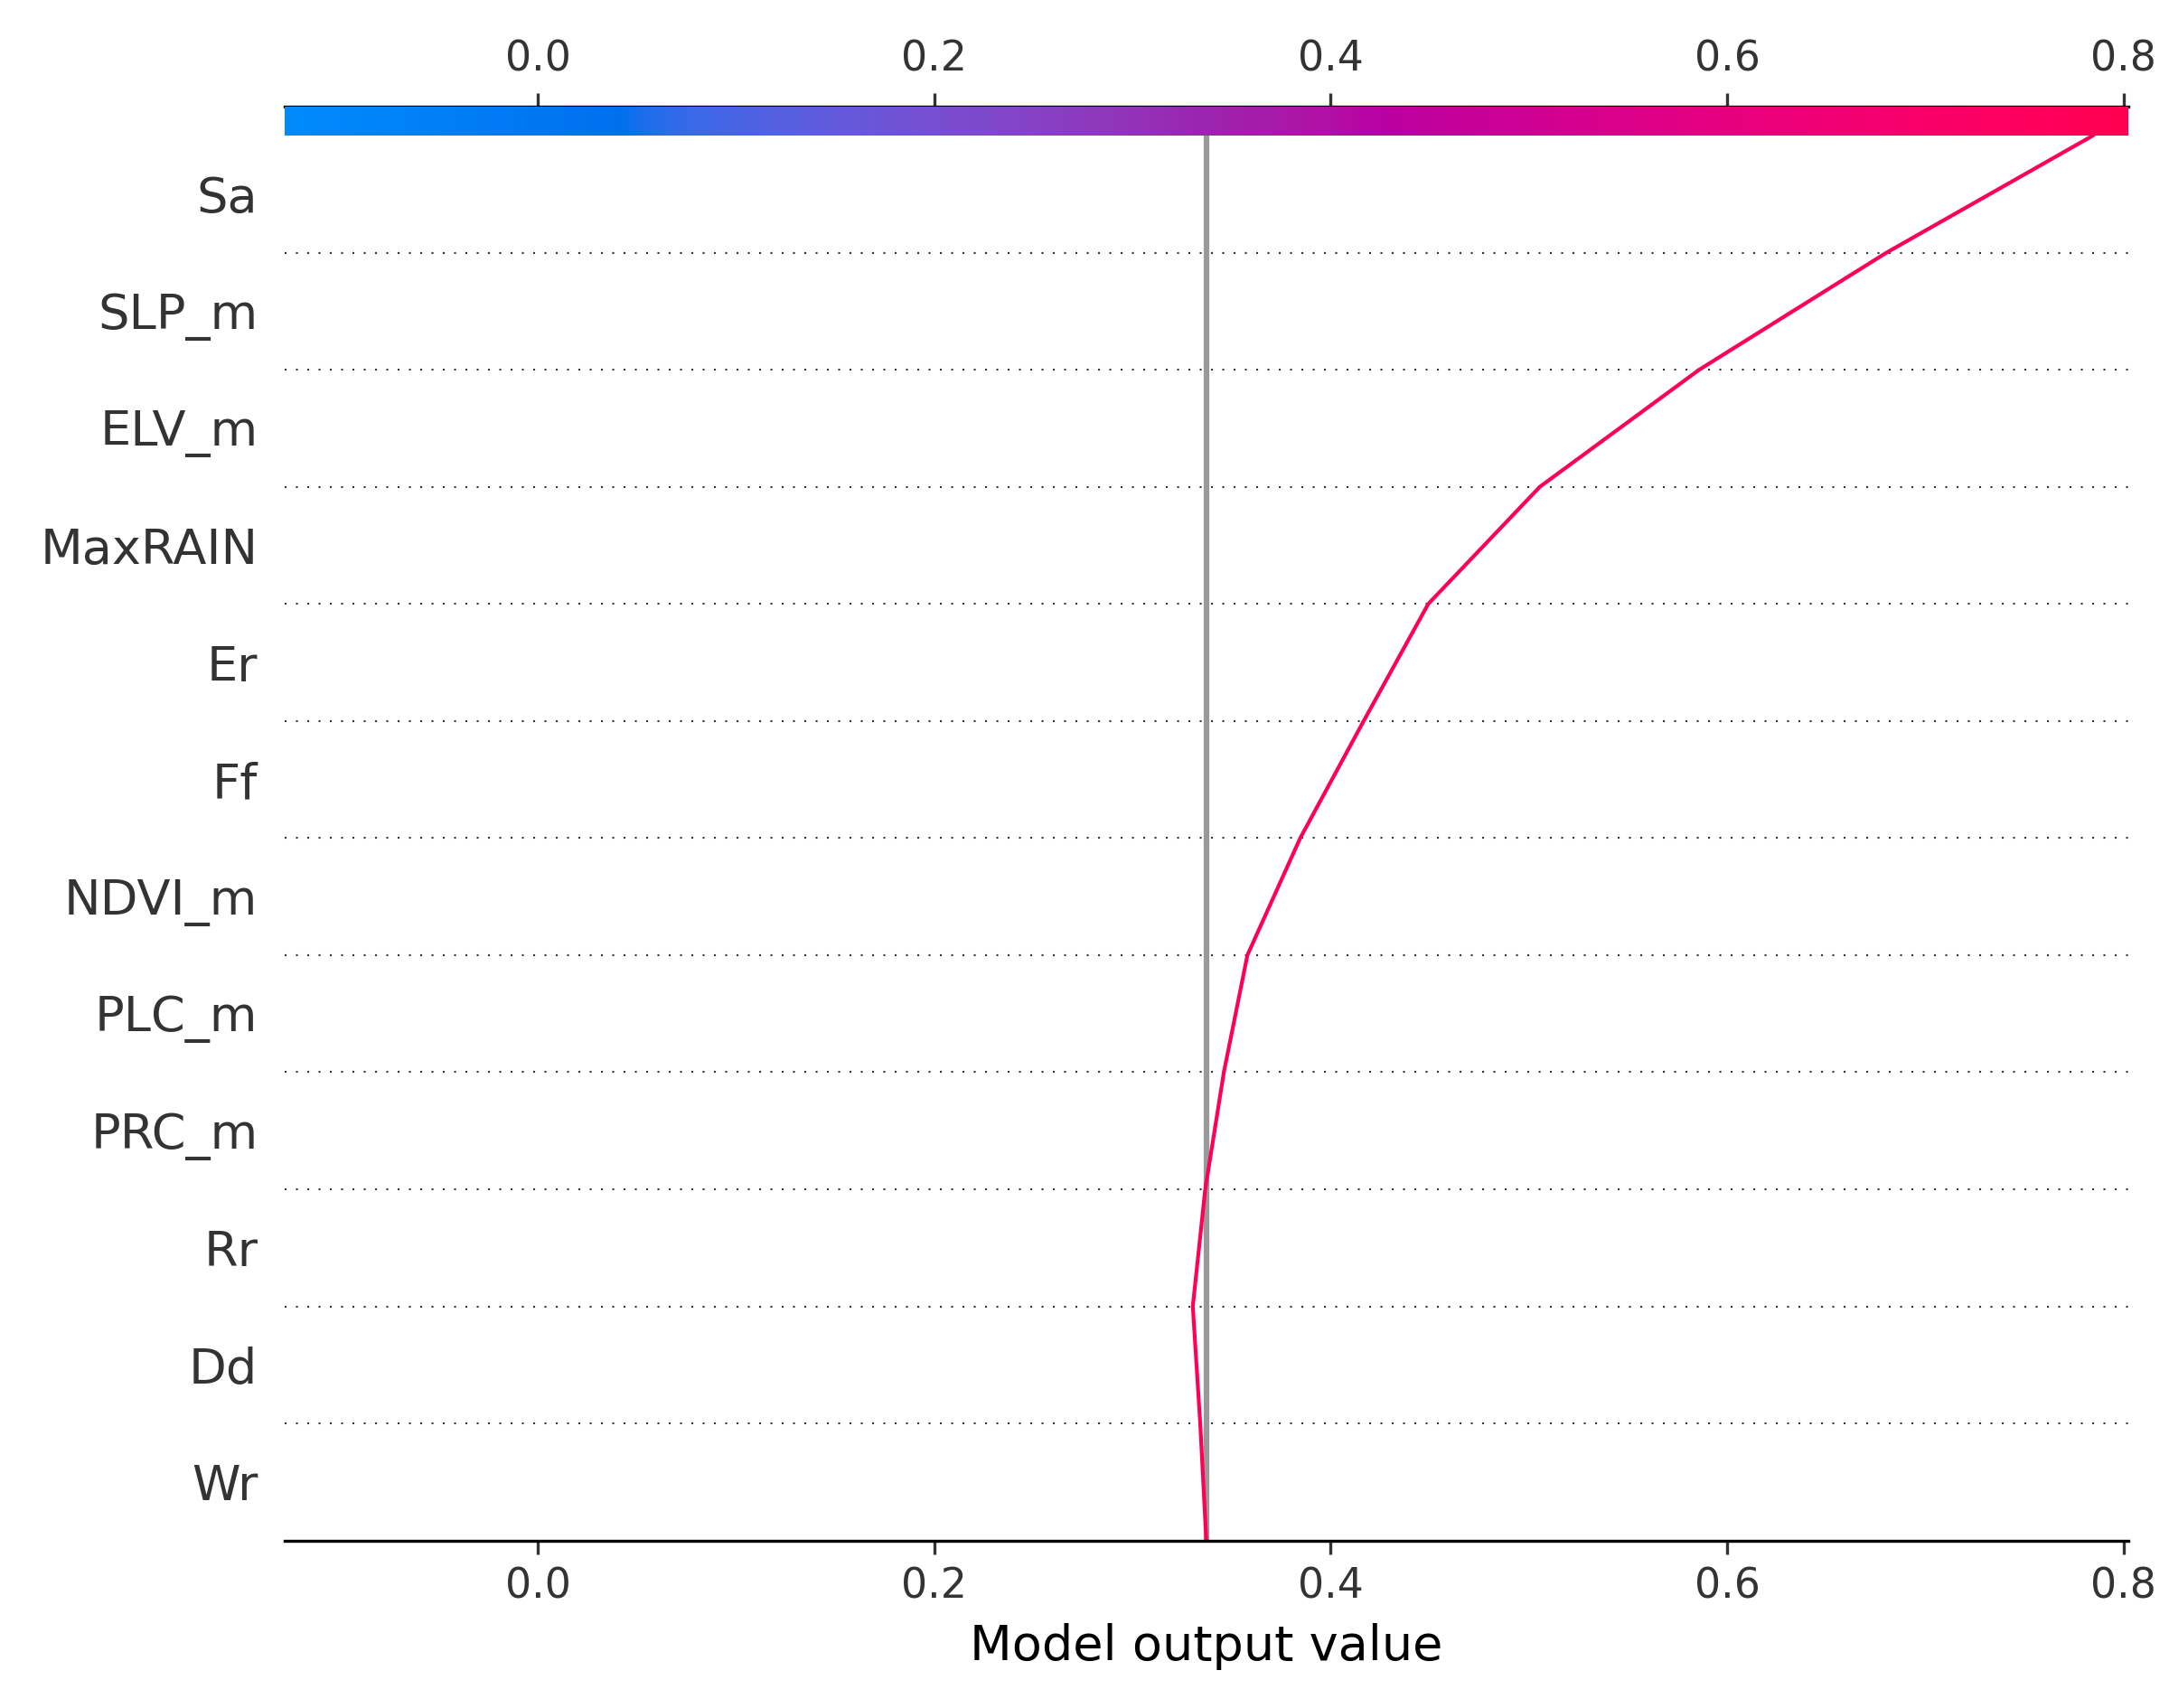 0.0 0.2 0.4 0.6 0.8
Sa
SLP_m
ELV_m
MaxRAIN
Er
Ff
NDVI_m
PLC_m
PRC_m
Rr
Dd
Wr
0.0 0.2 0.4 0.6 0.8
Model output value